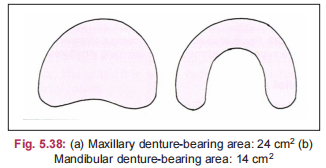 Fig. 5.38: (a) Maxillary denture-bearing area: 24 cm² (b)
Mandibular denture-bearing area: 14 cm²